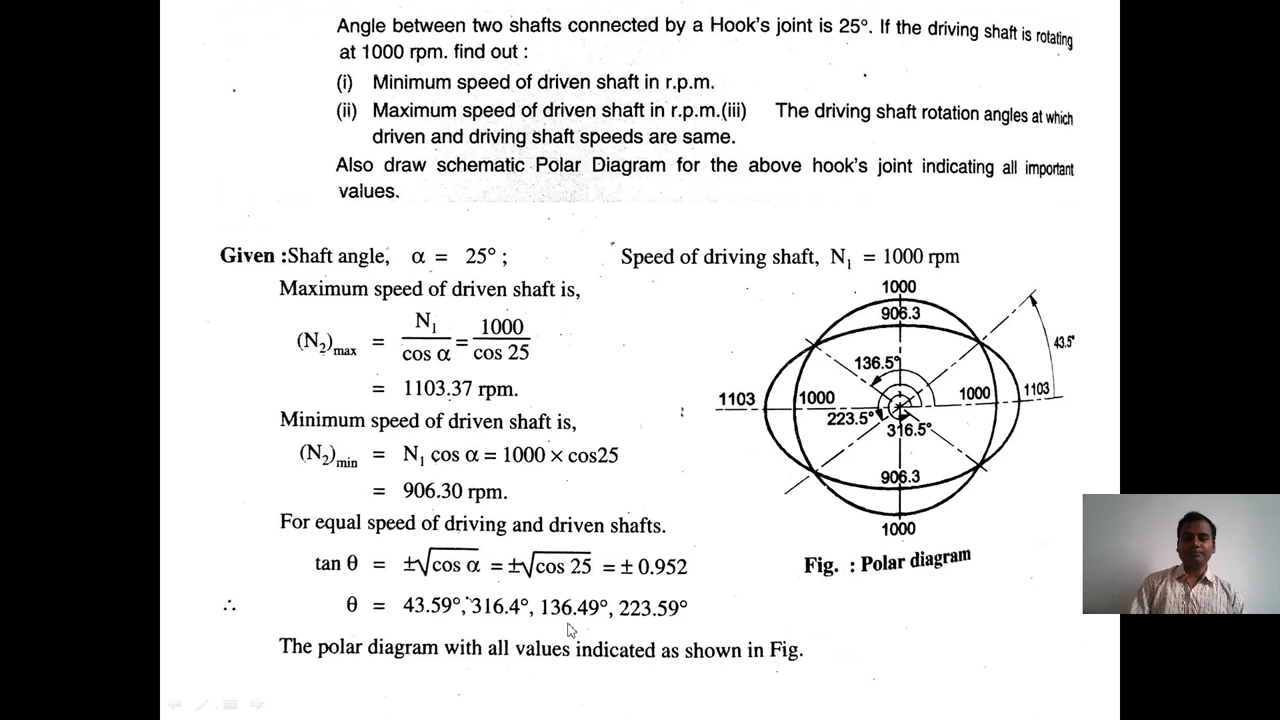 Angle between two shafts connected by a Hook's joint is 25°. If the driving shaft is rotating
at 1000 rpm. find out :
(i) Minimum speed of driven shaft in r.p.m.
(ii) Maximum speed of driven shaft in r.p.m.(iii) The driving shaft rotation angles at which
driven and driving shaft speeds are same.
Also draw schematic Polar Diagram for the above hook's joint indicating all important
values.
Given : Shaft angle, α = 25° ; Speed of driving shaft, N₁ = 1000 rpm
Maximum speed of driven shaft is,
(N₂)max = N₁ / cos α = 1000 / cos 25
= 1103.37 rpm.
Minimum speed of driven shaft is,
(N₂)min = N₁ cos α = 1000 × cos25
= 906.30 rpm.
For equal speed of driving and driven shafts.
tan θ = ±√cos α = ±√cos 25 = ± 0.952
∴ θ = 43.59°, 316.4°, 136.49°, 223.59°
The polar diagram with all values indicated as shown in Fig.
1000
906.3
43.5°
136.5°
1103
1000
1000
1103
223.5°
316.5°
906.3
1000
Fig. : Polar diagram